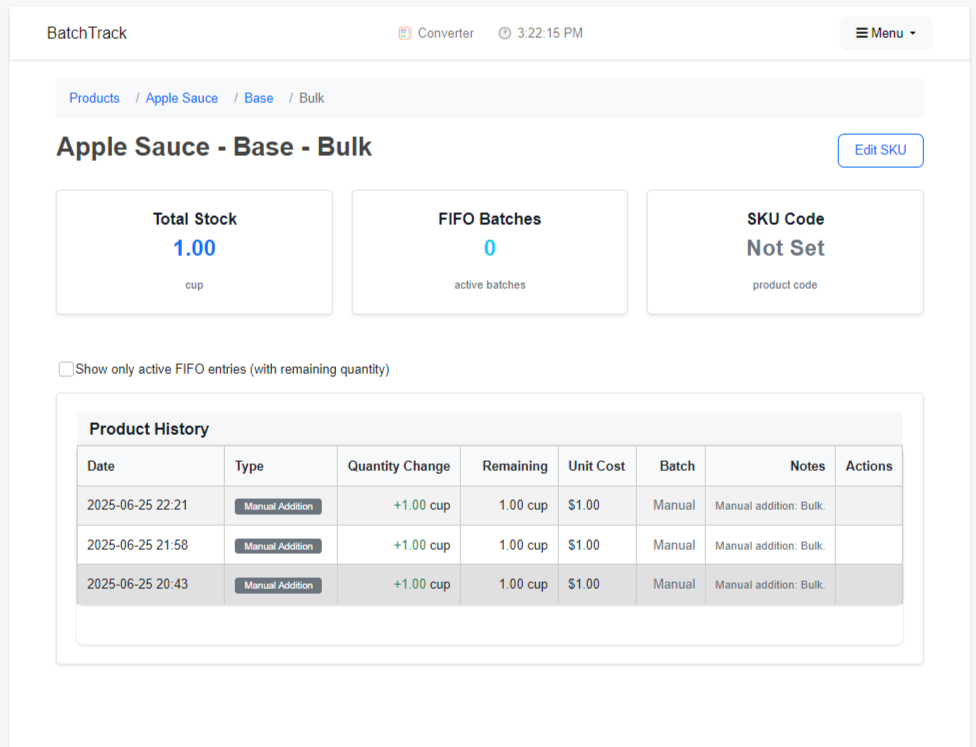 BatchTrack Converter 3:22:15 PM Menu
Products / Apple Sauce / Base / Bulk
Apple Sauce - Base - Bulk
Edit SKU
Total Stock
1.00
cup
FIFO Batches
0
active batches
SKU Code
Not Set
product code
Show only active FIFO entries (with remaining quantity)
Product History
Date Type Quantity Change Remaining Unit Cost Batch Notes Actions
2025-06-25 22:21 Manual Addition +1.00 cup 1.00 cup $1.00 Manual Manual addition: Bulk.
2025-06-25 21:58 Manual Addition +1.00 cup 1.00 cup $1.00 Manual Manual addition: Bulk.
2025-06-25 20:43 Manual Addition +1.00 cup 1.00 cup $1.00 Manual Manual addition: Bulk.